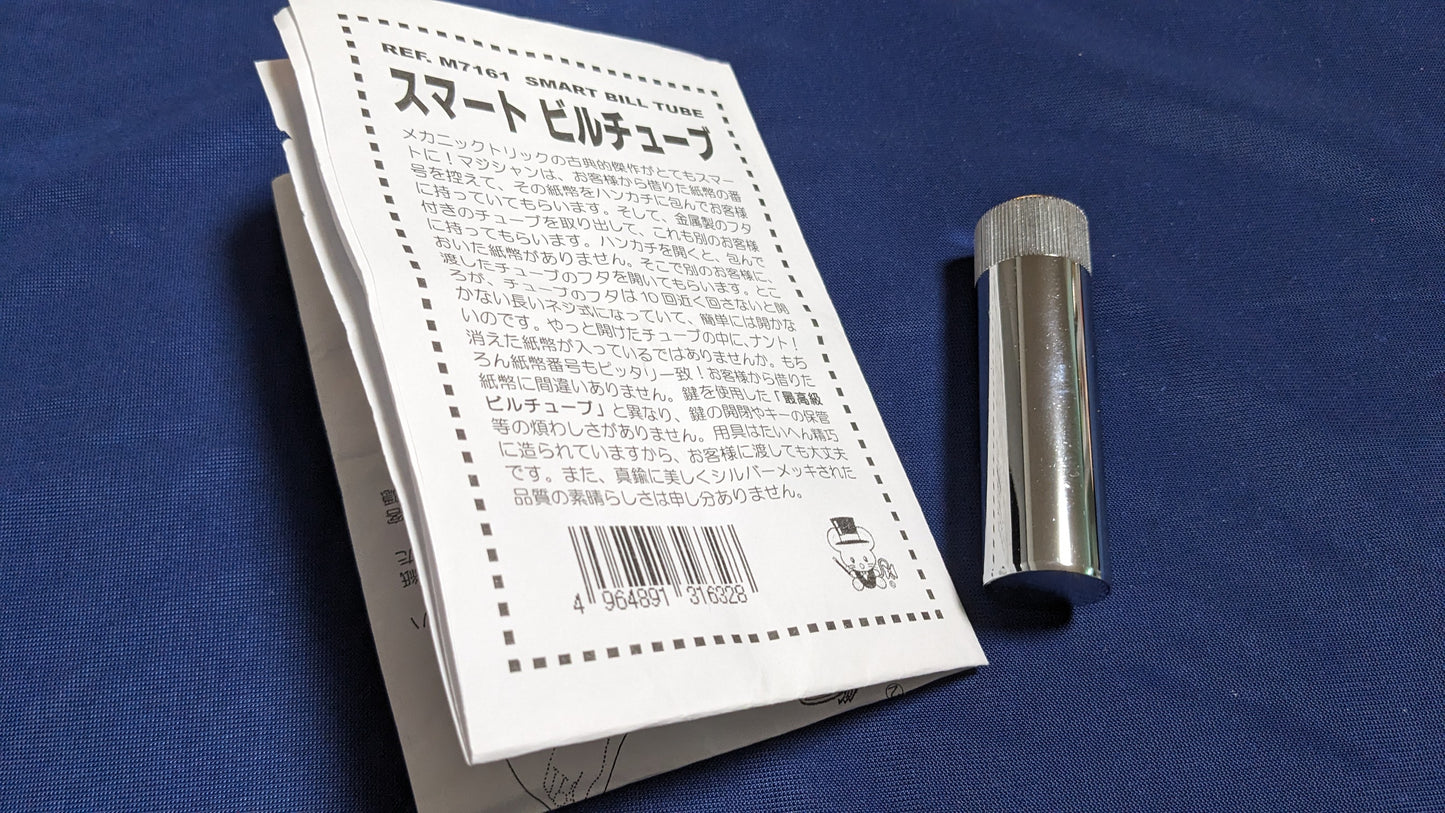 REF. M7161 SMART BILL TUBE
スマート ビルチューブ
メカニックトリックの古典的傑作がとてもスマー
トに！マジシャンは、お客様から借りた紙幣の番
号を控えて、その紙幣をハンカチに包んでお客様
に持っていてもらいます。そして、金属製のフタ
付きのチューブを取り出して、これも別のお客様
に持ってもらいます。ハンカチを開くと、包んで
おいた紙幣がありません。そこで別のお客様に、
渡したチューブのフタを開いてもらいます。とこ
ろが、チューブのフタは10回近く回さないと開
かない長いネジ式になっていて、簡単には開かな
いのです。やっと開けたチューブの中に、ナント！
消えた紙幣が入っているではありませんか。もち
ろん紙幣番号もピッタリ一致！お客様から借りた
紙幣に間違いありません。鍵を使用した「最高級
ビルチューブ」と異なり、鍵の開閉やキーの保管
等の煩わしさがありません。用具はたいへん精巧
に造られていますから、お客様に渡しても大丈夫
です。また、真鍮に美しくシルバーメッキされた
品質の素晴らしさは申し分ありません。
4 964891 316328